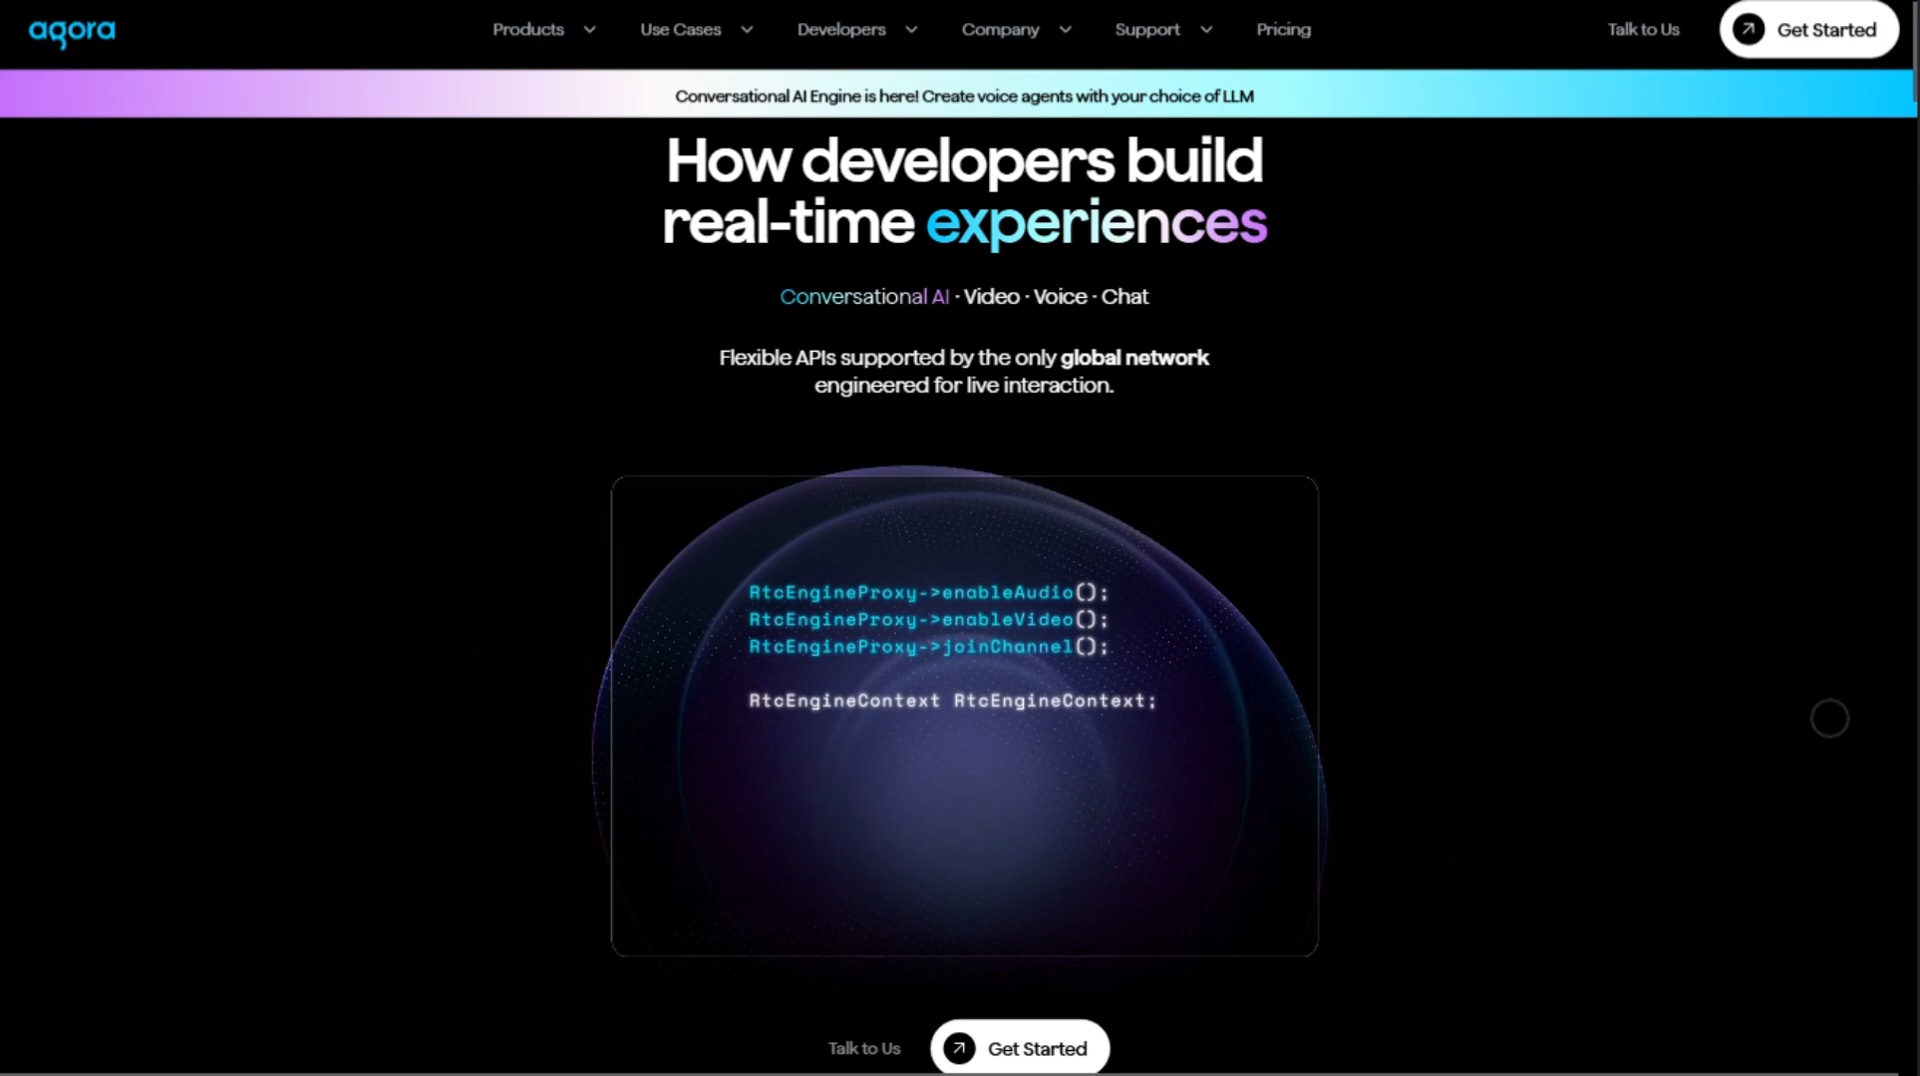 agora
Products
Use Cases
Developers
Company
Support
Pricing
Talk to Us
Get Started
Conversational AI Engine is here! Create voice agents with your choice of LLM
How developers build
real-time experiences
Conversational AI · Video · Voice · Chat
Flexible APIs supported by the only global network
engineered for live interaction.
RtcEngineProxy->enableAudio();
RtcEngineProxy->enableVideo();
RtcEngineProxy->joinChannel();
RtcEngineContext RtcEngineContext;
Talk to Us
Get Started